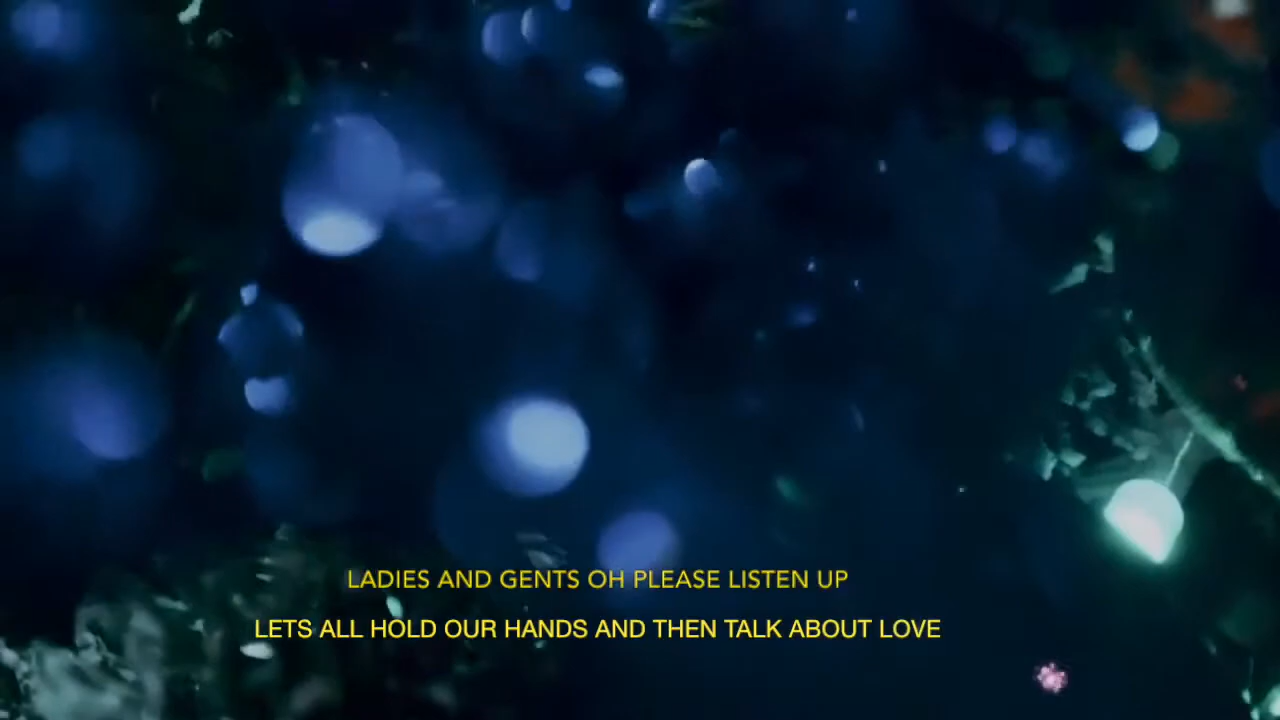 LADIES AND GENTS OH PLEASE LISTEN UP
LETS ALL HOLD OUR HANDS AND THEN TALK ABOUT LOVE